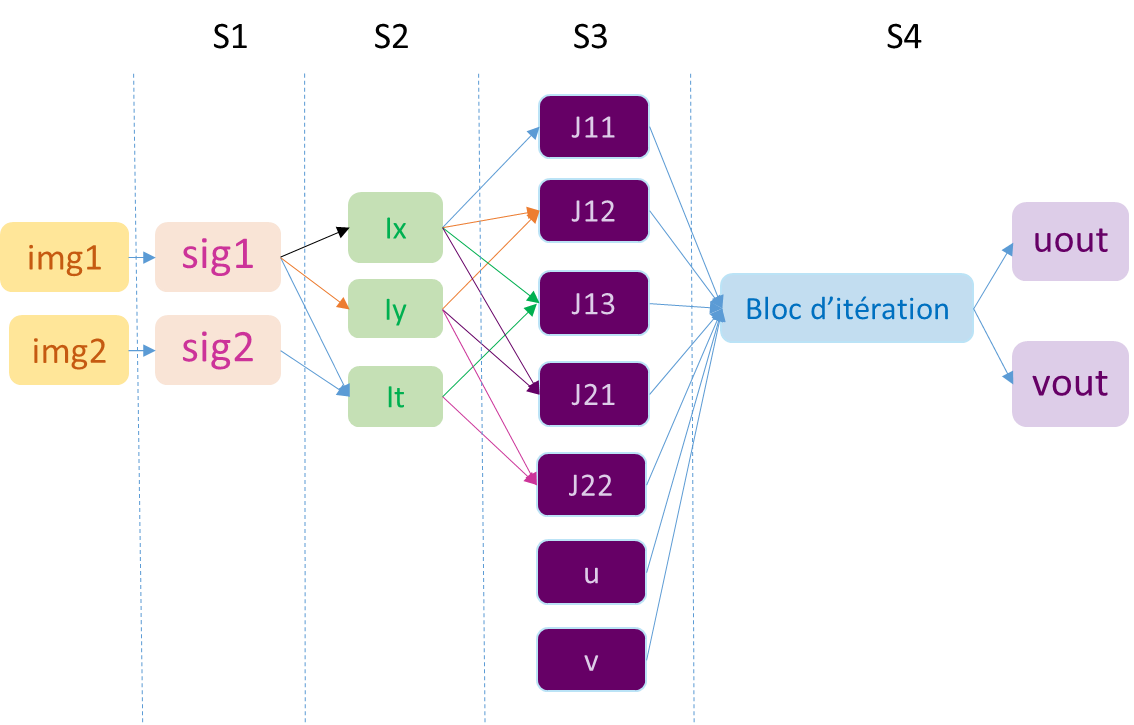 S1
S2
S3
S4
img1
img2
sig1
sig2
Ix
Iy
It
J11
J12
J13
J21
J22
u
v
Bloc d’itération
uout
vout